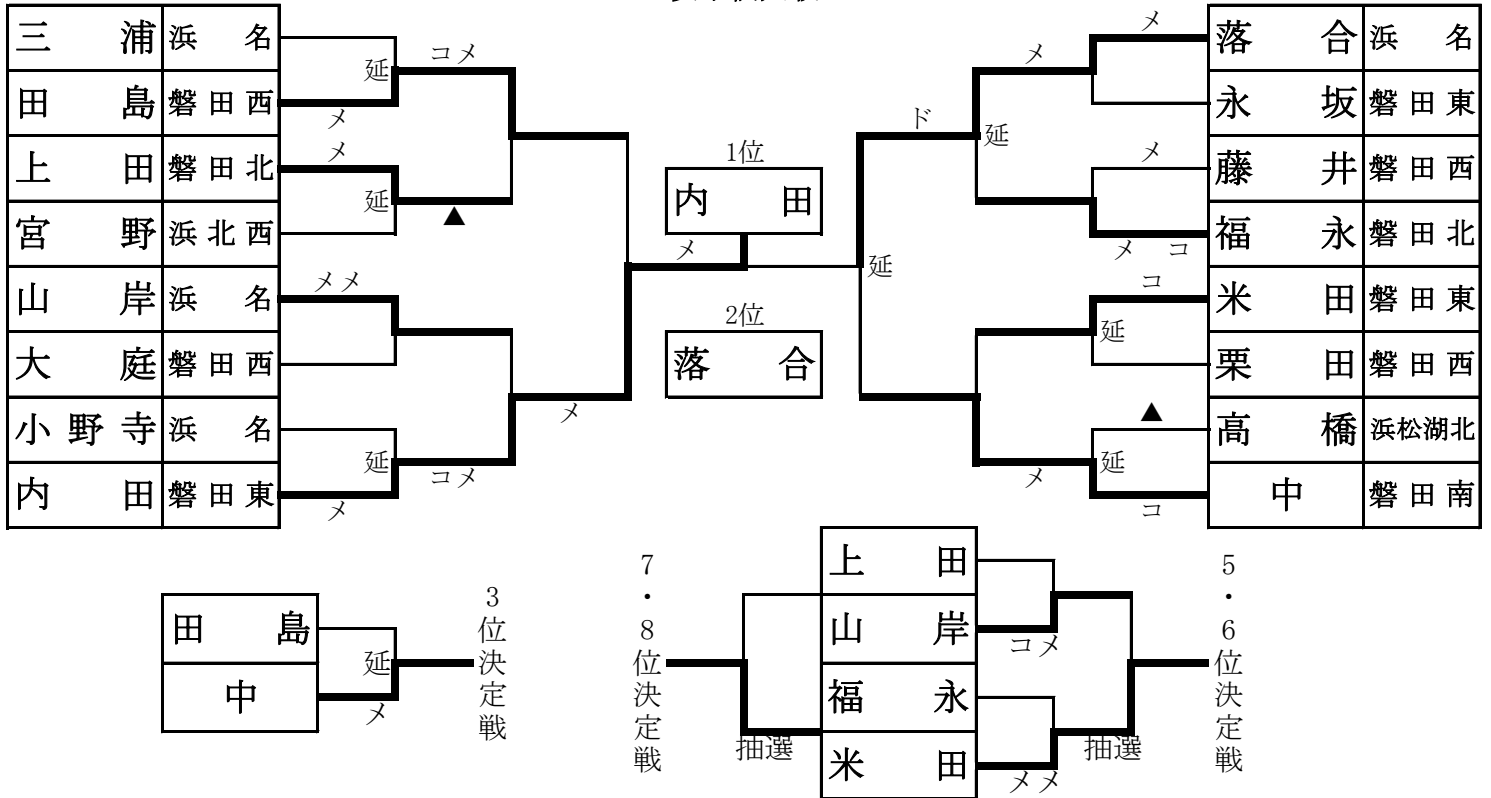 三浦 浜名
田島 磐田西
上田 磐田北
宮野 浜北西
山岸 浜名
大庭 磐田西
小野寺 浜名
内田 磐田東
延
メ
メ
延
メメ
延
メ
コメ
▲
コメ
メ
1位
内田
メ
2位
落合
延
ド
延
メ
メ
メ
メ コ
コ
延
▲
延
メ
コ
落合 浜名
永坂 磐田東
藤井 磐田西
福永 磐田北
米田 磐田東
栗田 磐田西
高橋 浜松湖北
中 磐田南
田島
中
延
メ
3位決定戦
7・8位決定戦
抽選
上田
山岸
福永
米田
コメ
メメ
抽選
5・6位決定戦